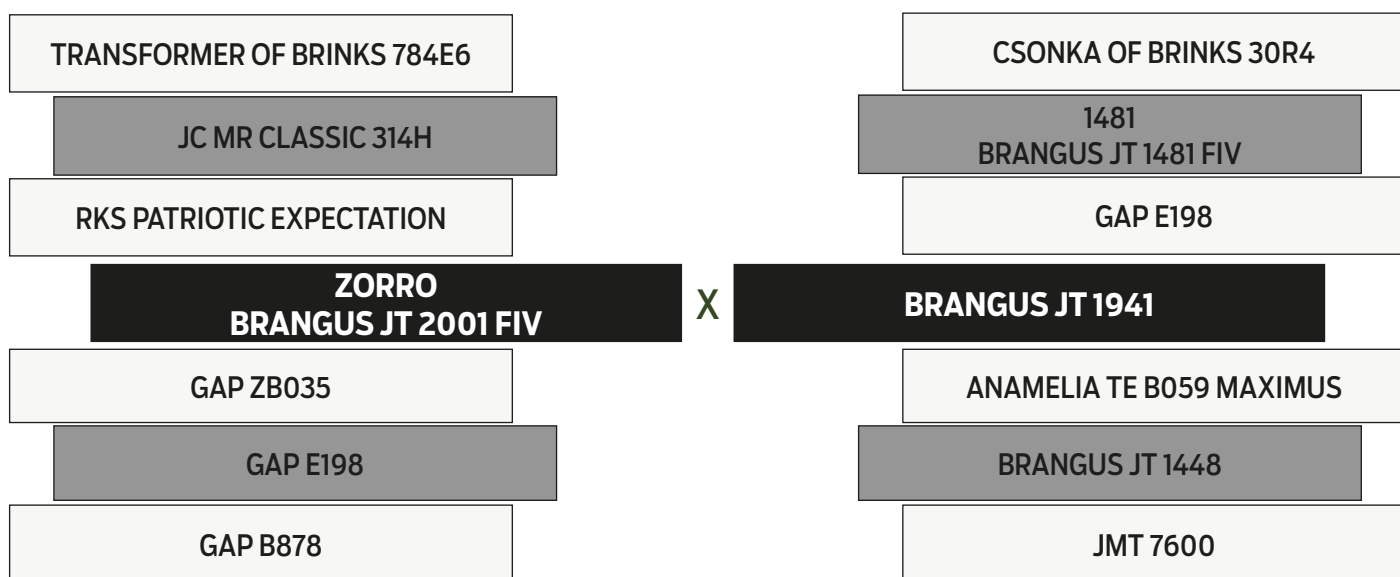 TRANSFORMER OF BRINKS 784E6
JC MR CLASSIC 314H
RKS PATRIOTIC EXPECTATION
ZORRO
BRANGUS JT 2001 FIV
GAP ZB035
GAP E198
GAP B878
X
CSONKA OF BRINKS 30R4
1481
BRANGUS JT 1481 FIV
GAP E198
BRANGUS JT 1941
ANAMELIA TE B059 MAXIMUS
BRANGUS JT 1448
JMT 7600